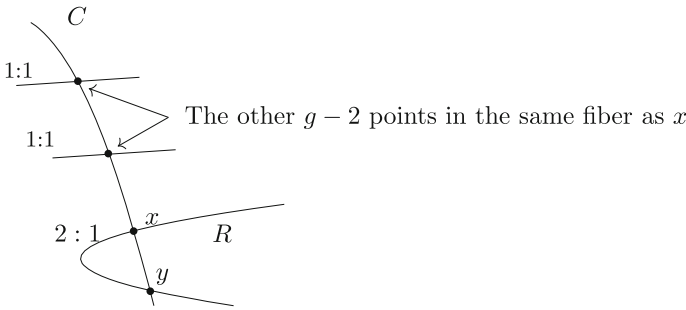 C
1:1
The other g − 2 points in the same fiber as x
1:1
x
2 : 1
R
y